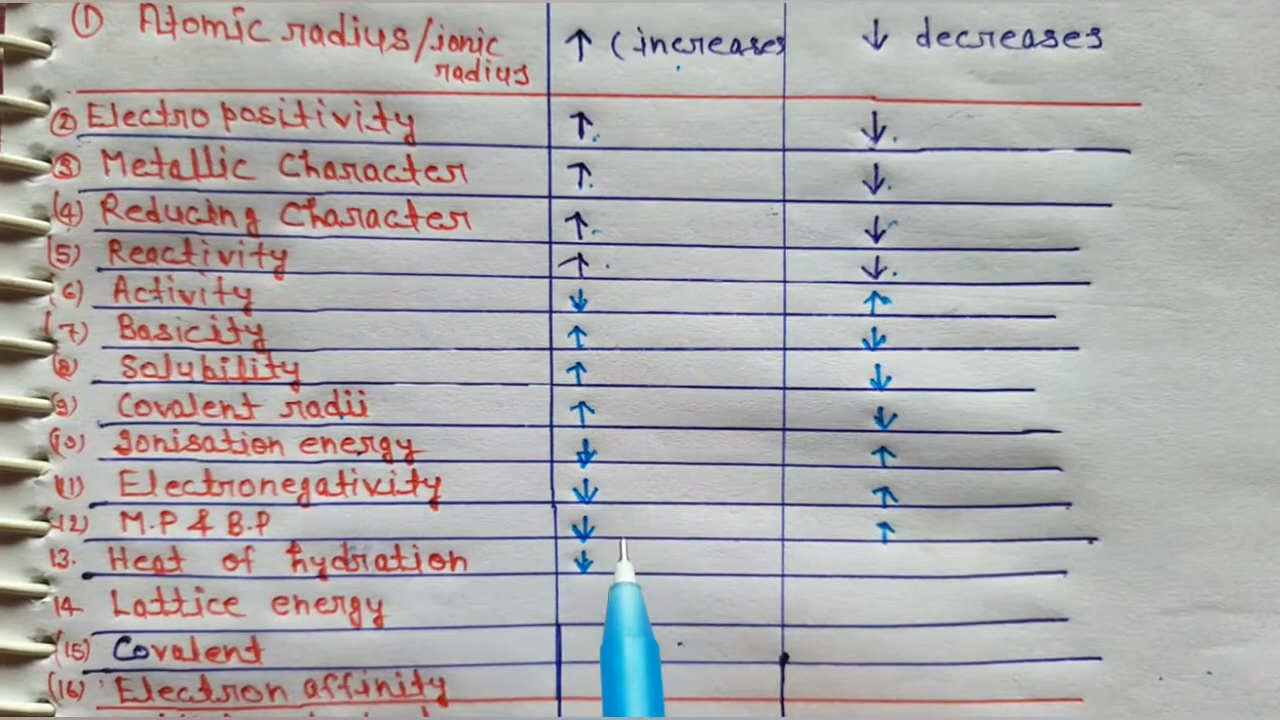 ① Atomic radius/ionic radius ↑ (increases ↓ decreases
② Electro positivity ↑ ↓
③ Metallic Character ↑ ↓
(4) Reducing Character ↑ ↓
(5) Reactivity ↑ ↓
(6) Activity ↓ ↑
(7) Basicity ↑ ↓
(8) Solubility ↑ ↓
(9) Covalent radii ↑ ↓
(10) Ionisation energy ↓ ↑
(11) Electronegativity ↓ ↑
(12) M.P & B.P ↓ ↑
13. Heat of hydration ↓
14 Lattice energy
(15) Covalent
(16) Electron affinity